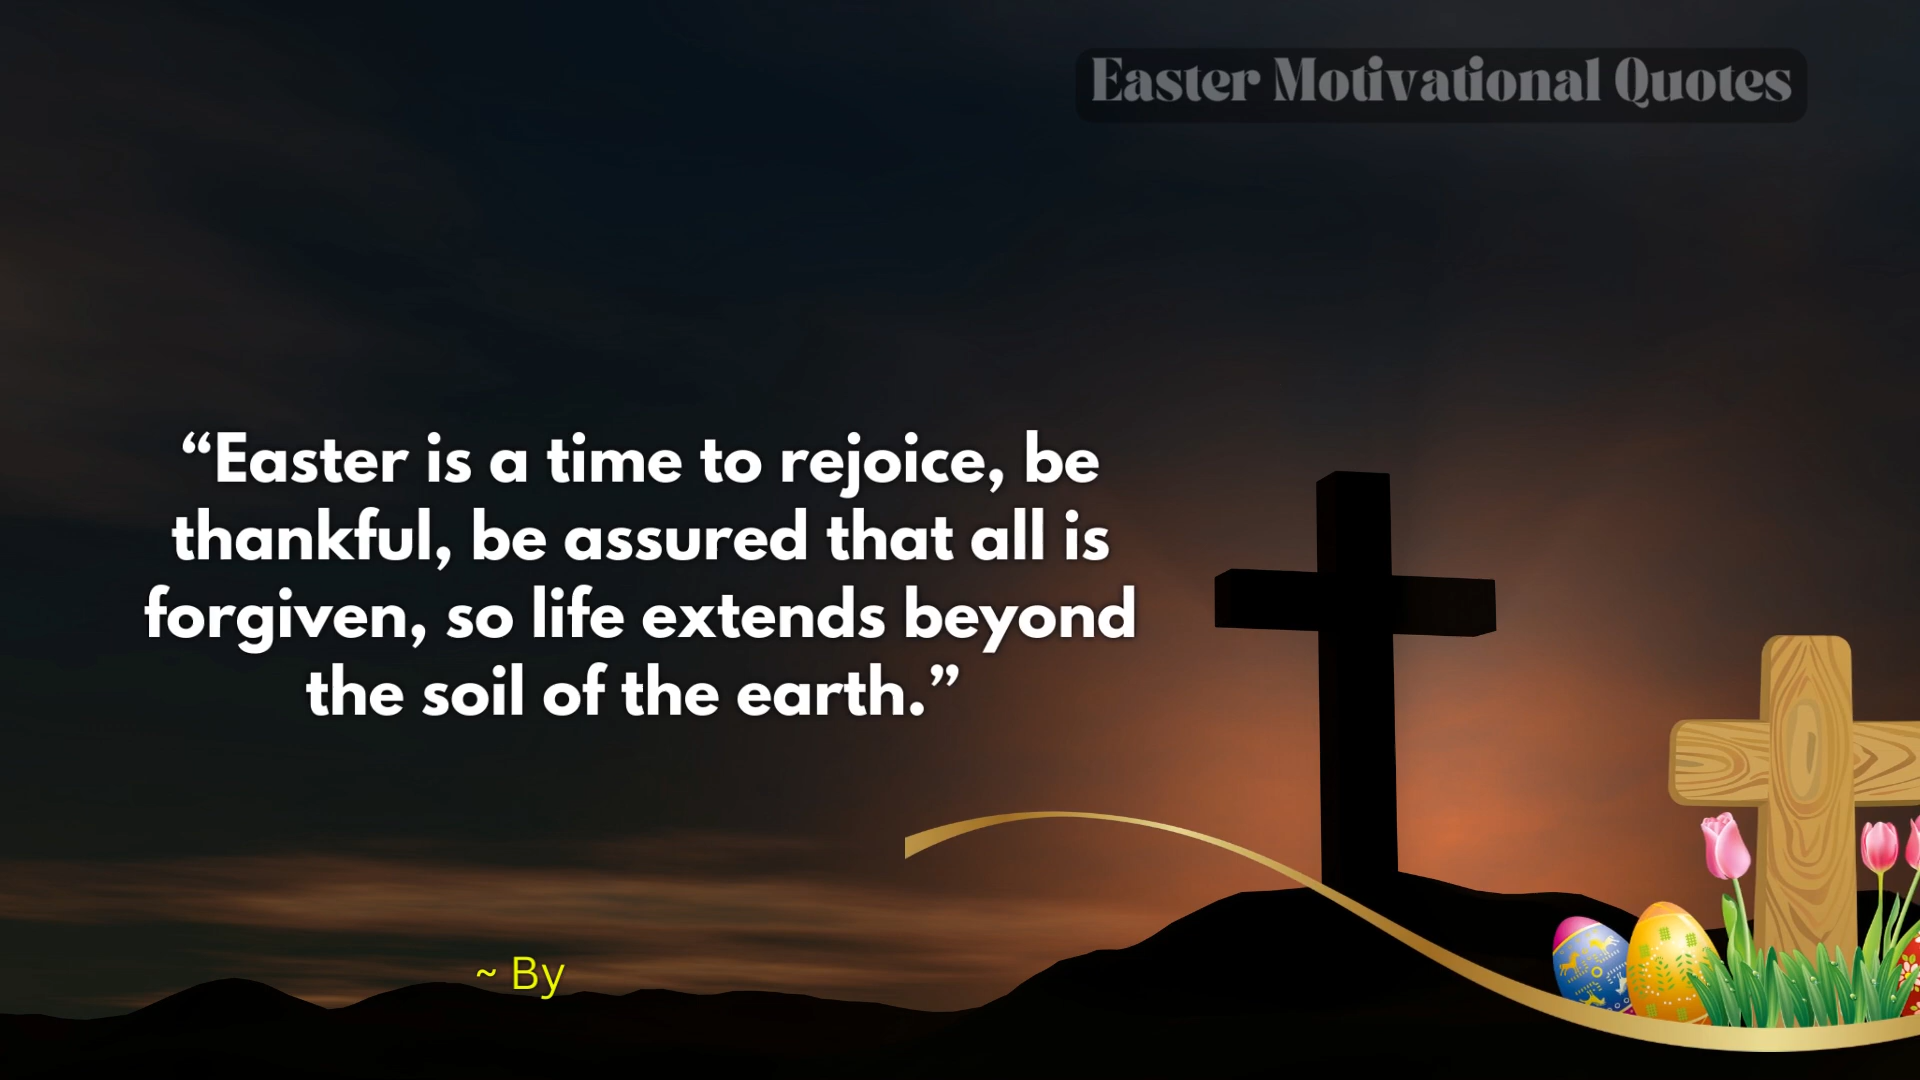 Easter Motivational Quotes
“Easter is a time to rejoice, be
thankful, be assured that all is
forgiven, so life extends beyond
the soil of the earth.”
~ By